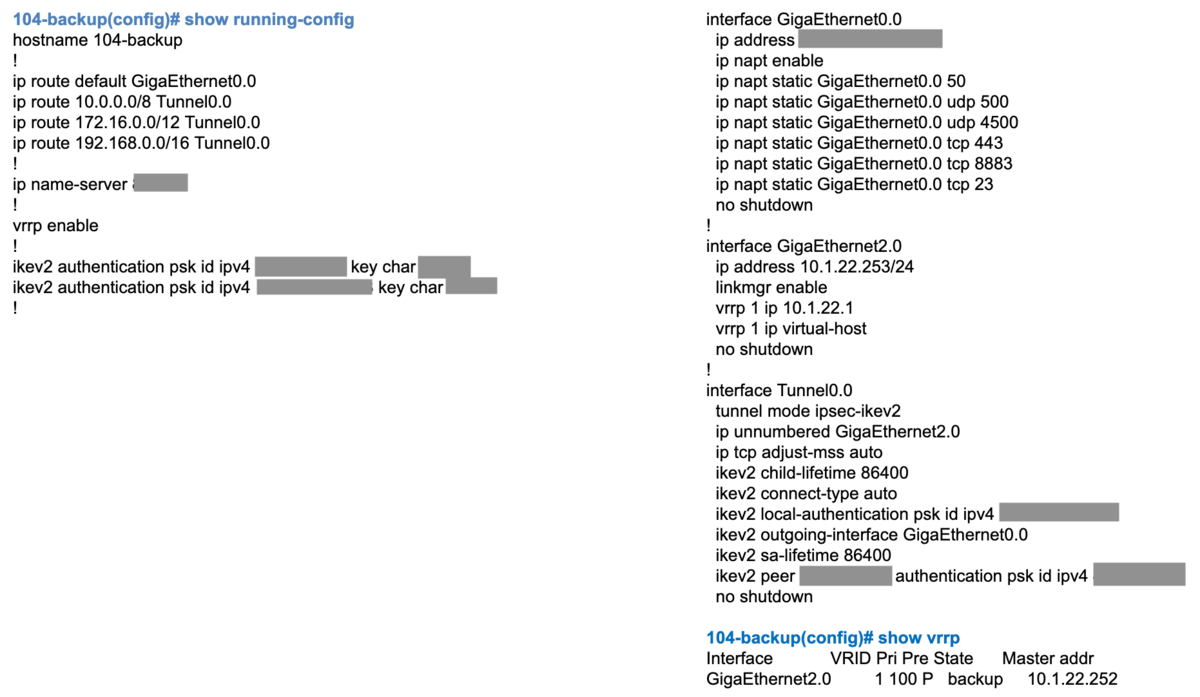 104-backup(config)# show running-config
hostname 104-backup
!
ip route default GigaEthernet0.0
ip route 10.0.0.0/8 Tunnel0.0
ip route 172.16.0.0/12 Tunnel0.0
ip route 192.168.0.0/16 Tunnel0.0
!
ip name-server
!
vrrp enable
!
ikev2 authentication psk id ipv4 key char
ikev2 authentication psk id ipv4 key char
!
interface GigaEthernet0.0
ip address
ip napt enable
ip napt static GigaEthernet0.0 50
ip napt static GigaEthernet0.0 udp 500
ip napt static GigaEthernet0.0 udp 4500
ip napt static GigaEthernet0.0 tcp 443
ip napt static GigaEthernet0.0 tcp 8883
ip napt static GigaEthernet0.0 tcp 23
no shutdown
!
interface GigaEthernet2.0
ip address 10.1.22.253/24
linkmgr enable
vrrp 1 ip 10.1.22.1
vrrp 1 ip virtual-host
no shutdown
!
interface Tunnel0.0
tunnel mode ipsec-ikev2
ip unnumbered GigaEthernet2.0
ip tcp adjust-mss auto
ikev2 child-lifetime 86400
ikev2 connect-type auto
ikev2 local-authentication psk id ipv4
ikev2 outgoing-interface GigaEthernet0.0
ikev2 sa-lifetime 86400
ikev2 peer authentication psk id ipv4
no shutdown
104-backup(config)# show vrrp
Interface VRID Pri Pre State Master addr
GigaEthernet2.0 1 100 P backup 10.1.22.252